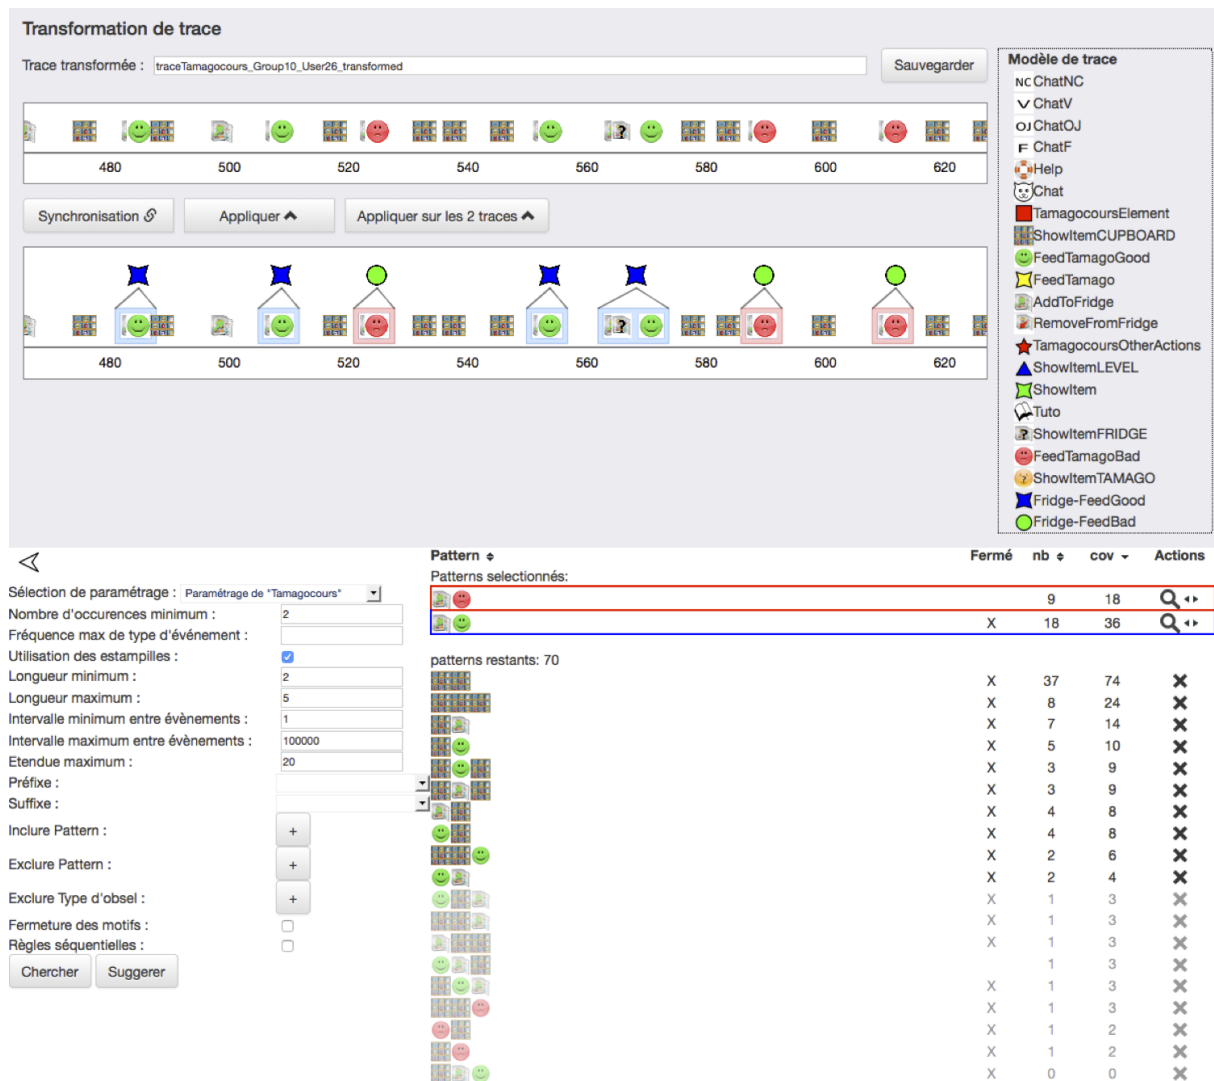 Transformation de trace
Trace transformée : traceTamagocours_Group10_User26_transformed
Sauvegarder
480 500 520 540 560 580 600 620
Synchronisation
Appliquer
Appliquer sur les 2 traces
480 500 520 540 560 580 600 620
Modèle de trace
NC ChatNC
V ChatV
OJ ChatOJ
F ChatF
Help
Chat
TamagocoursElement
ShowItemCUPBOARD
FeedTamagoGood
FeedTamago
AddToFridge
RemoveFromFridge
TamagocoursOtherActions
ShowItemLEVEL
ShowItem
Tuto
ShowItemFRIDGE
FeedTamagoBad
ShowItemTAMAGO
Fridge-FeedGood
Fridge-FeedBad
Sélection de paramétrage : Paramétrage de "Tamagocours"
Nombre d'occurences minimum : 2
Fréquence max de type d'événement :
Utilisation des estampilles :
Longueur minimum : 2
Longueur maximum : 5
Intervalle minimum entre évènements : 1
Intervalle maximum entre évènements : 100000
Etendue maximum : 20
Préfixe :
Suffixe :
Inclure Pattern : +
Exclure Pattern : +
Exclure Type d'obsel : +
Fermeture des motifs :
Règles séquentielles :
Chercher Suggerer
Pattern Fermé nb cov Actions
Patterns selectionnés:
9 18
X 18 36
patterns restants: 70
X 37 74
X 8 24
X 7 14
X 5 10
X 3 9
X 3 9
X 4 8
X 4 8
X 2 6
X 2 4
X 1 3
X 1 3
X 1 3
1 3
X 1 3
X 1 3
X 1 2
X 1 2
X 0 0